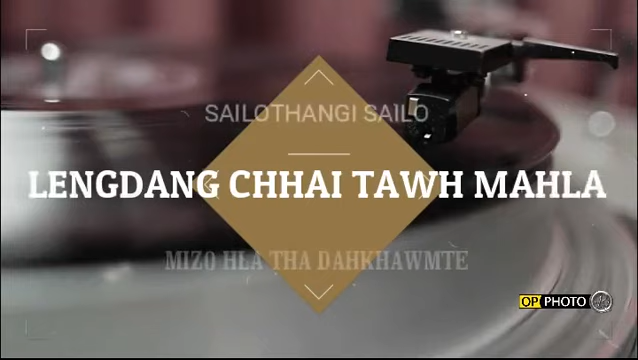 SAILOTHANGI SAILO
LENGDANG CHHAI TAWH MAHLA
MIZO HLA THA DAHKHAWMTE
OP PHOTO